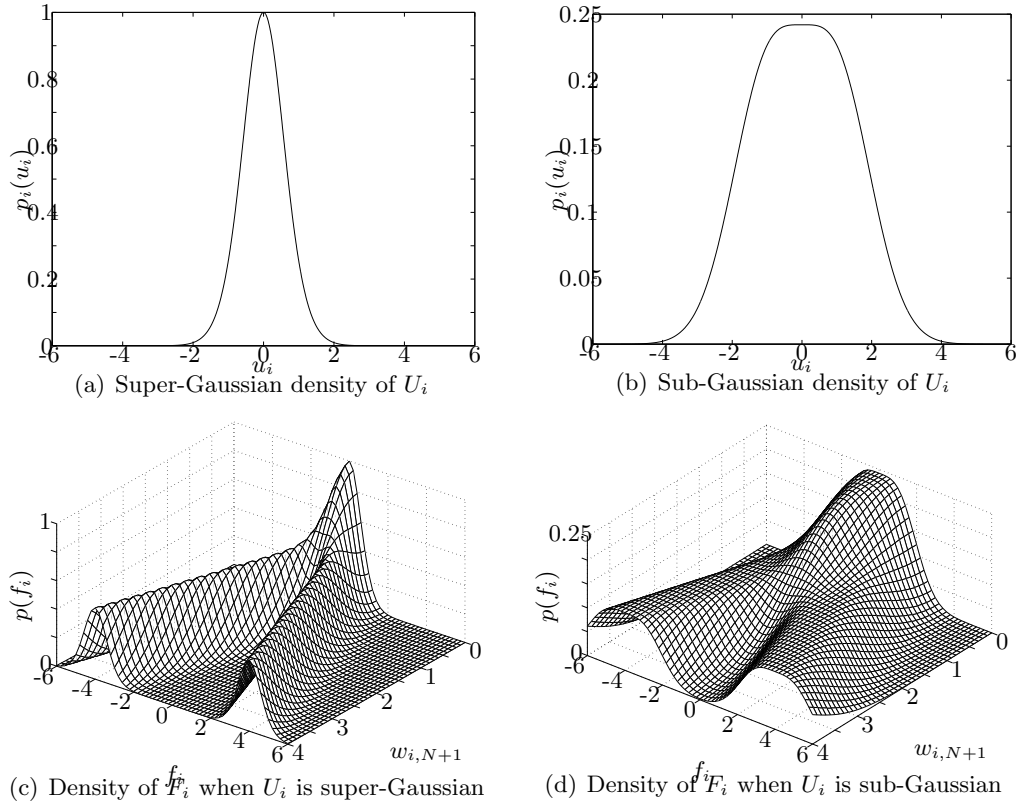 1
0.8
0.6
0.4
0.2
0
-6 -4 -2 0 2 4 6
p_i(u_i)
u_i
(a) Super-Gaussian density of U_i
0.25
0.2
0.15
0.1
0.05
0
-6 -4 -2 0 2 4 6
p_i(u_i)
u_i
(b) Sub-Gaussian density of U_i
1
0
p(f_i)
-6 -4 -2 0 2 4 6
f_i
4 3 2 1 0
w_{i,N+1}
(c) Density of F_i when U_i is super-Gaussian
0.25
0
p(f_i)
-6 -4 -2 0 2 4 6
f_i
4 3 2 1 0
w_{i,N+1}
(d) Density of F_i when U_i is sub-Gaussian